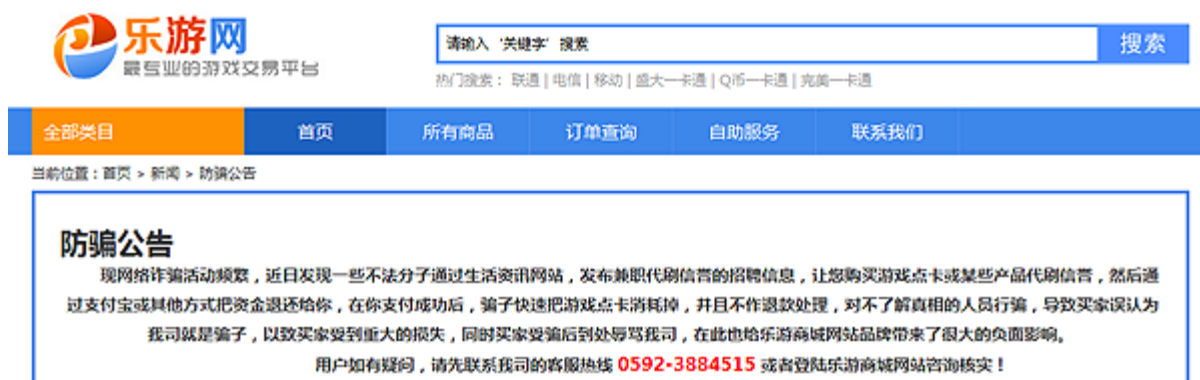 乐游网
最专业的游戏交易平台
请输入‘关键字’搜索 搜索
热门搜索: 联通 | 电信 | 移动 | 盛大一卡通 | Q币一卡通 | 完美一卡通
全部类目 首页 所有商品 订单查询 自助服务 联系我们
当前位置:首页 > 新闻 > 防骗公告
防骗公告
现网络诈骗活动频繁,近日发现一些不法分子通过生活资讯网站,发布兼职代刷信誉的招聘信息,让您购买游戏点卡或某些产品代刷信誉,然后通
过支付宝或其他方式把资金退还给你,在你支付成功后,骗子快速把游戏点卡消耗掉,并且不作退款处理,对不了解真相的人员行骗,导致买家误认为
我司就是骗子,以致买家受到重大的损失,同时买家受骗后到处辱骂我司,在此也给乐游商城网站品牌带来了很大的负面影响。
用户如有疑问,请先联系我司的客服热线 0592-3884515 或者登陆乐游商城网站咨询核实!